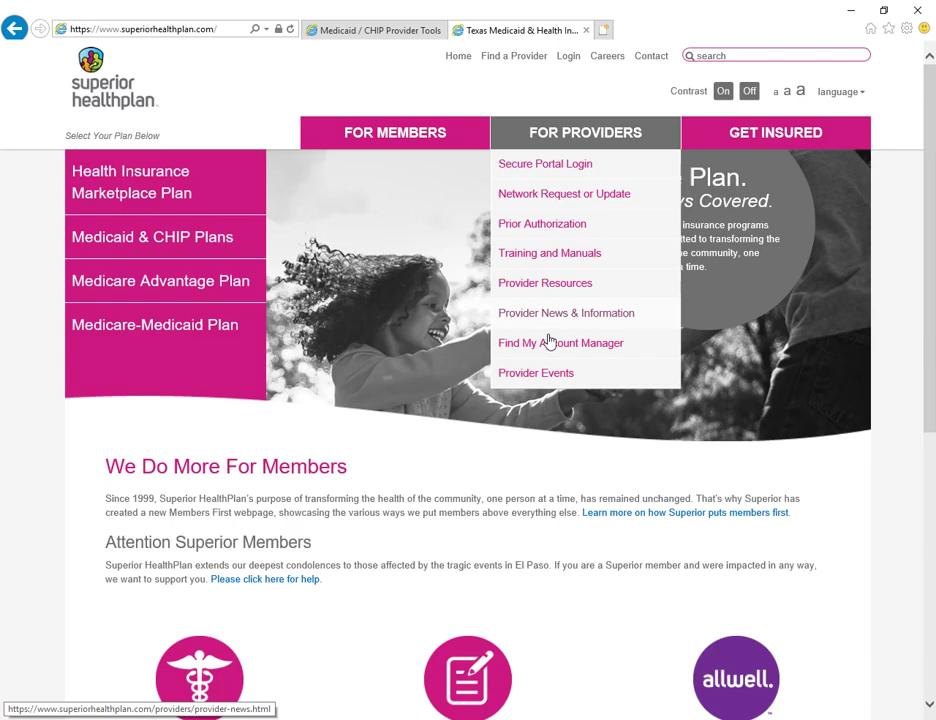 https://www.superiorhealthplan.com/
Medicaid / CHIP Provider Tools
Texas Medicaid & Health In...
superior
healthplan
Home Find a Provider Login Careers Contact search
Contrast On Off a a a language
Select Your Plan Below
FOR MEMBERS FOR PROVIDERS GET INSURED
Health Insurance
Marketplace Plan
Medicaid & CHIP Plans
Medicare Advantage Plan
Medicare-Medicaid Plan
Secure Portal Login
Network Request or Update
Prior Authorization
Training and Manuals
Provider Resources
Provider News & Information
Find My Account Manager
Provider Events
Plan.
s Covered.
insurance programs
tted to transforming the
e community, one
a time.
We Do More For Members
Since 1999, Superior HealthPlan's purpose of transforming the health of the community, one person at a time, has remained unchanged. That's why Superior has
created a new Members First webpage, showcasing the various ways we put members above everything else. Learn more on how Superior puts members first.
Attention Superior Members
Superior HealthPlan extends our deepest condolences to those affected by the tragic events in El Paso. If you are a Superior member and were impacted in any way,
we want to support you. Please click here for help.
allwell.
https://www.superiorhealthplan.com/providers/provider-news.html